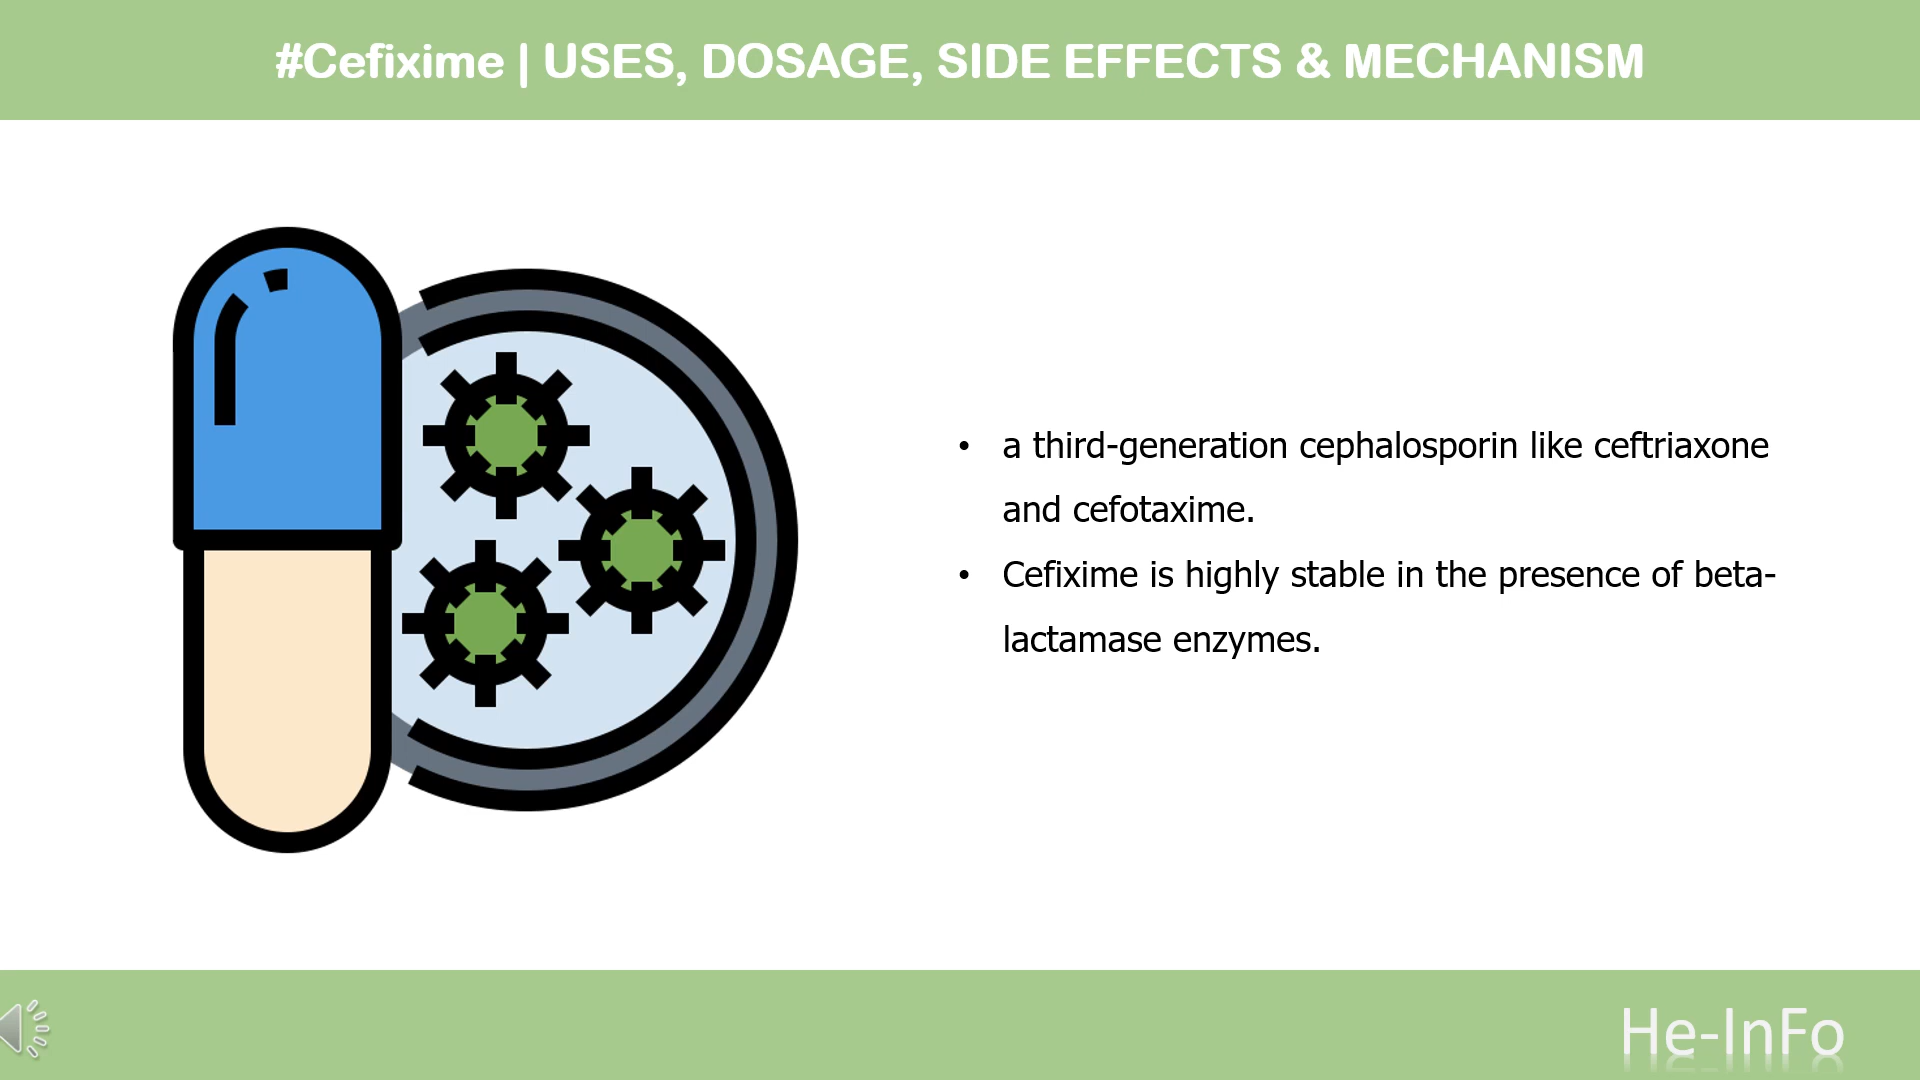 #Cefixime | USES, DOSAGE, SIDE EFFECTS & MECHANISM
• a third-generation cephalosporin like ceftriaxone
and cefotaxime.
• Cefixime is highly stable in the presence of beta-
lactamase enzymes.
He-InFo